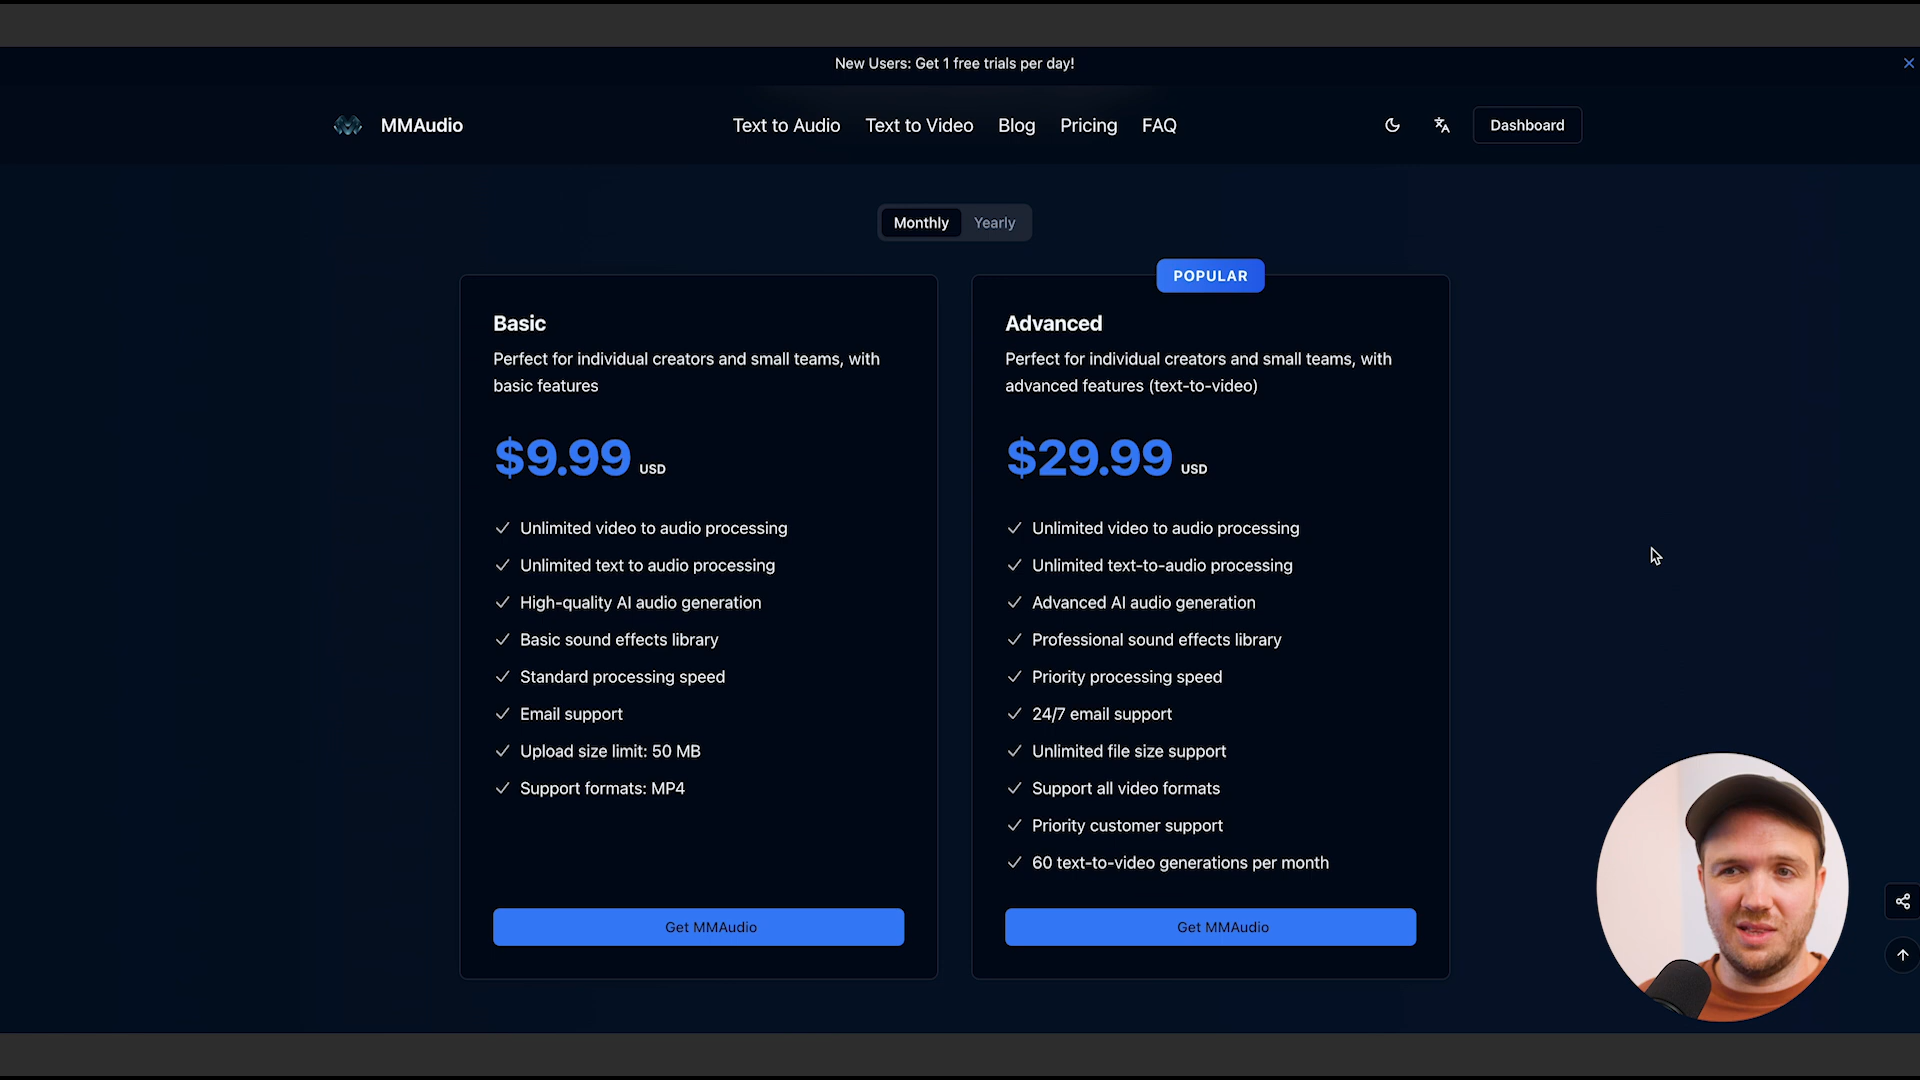 New Users: Get 1 free trials per day!
MMAudio
Text to Audio
Text to Video
Blog
Pricing
FAQ
Dashboard
Monthly
Yearly
Basic
Perfect for individual creators and small teams, with
basic features
$9.99 USD
Unlimited video to audio processing
Unlimited text to audio processing
High-quality AI audio generation
Basic sound effects library
Standard processing speed
Email support
Upload size limit: 50 MB
Support formats: MP4
Get MMAudio
POPULAR
Advanced
Perfect for individual creators and small teams, with
advanced features (text-to-video)
$29.99 USD
Unlimited video to audio processing
Unlimited text-to-audio processing
Advanced AI audio generation
Professional sound effects library
Priority processing speed
24/7 email support
Unlimited file size support
Support all video formats
Priority customer support
60 text-to-video generations per month
Get MMAudio